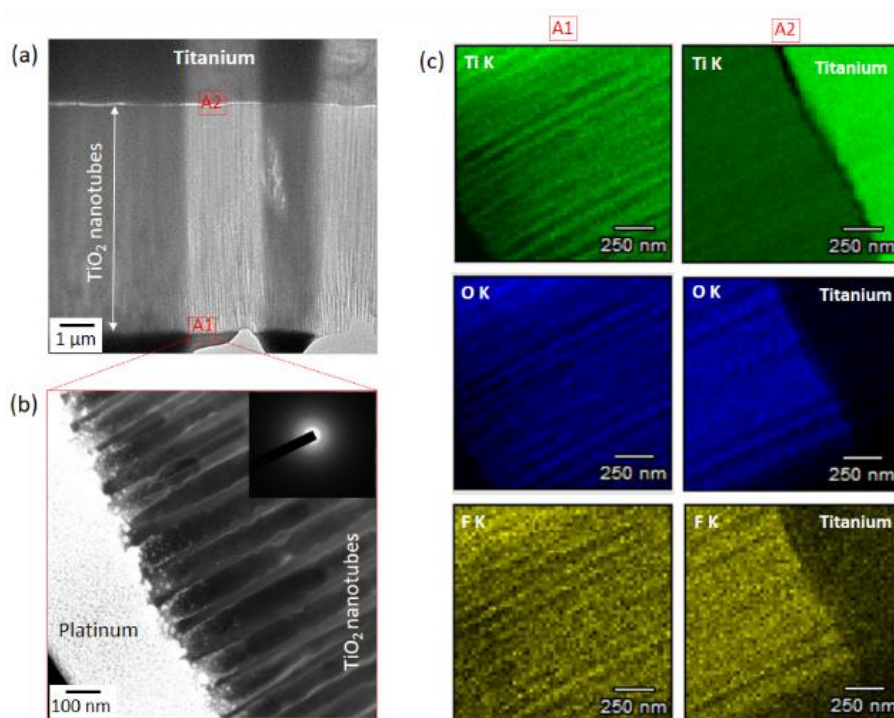 (a)
Titanium
A2
TiO₂ nanotubes
A1
1 µm
(b)
Platinum
TiO₂ nanotubes
100 nm
(c)
A1
A2
Ti K
250 nm
Ti K
Titanium
250 nm
O K
250 nm
O K
Titanium
250 nm
F K
250 nm
F K
Titanium
250 nm